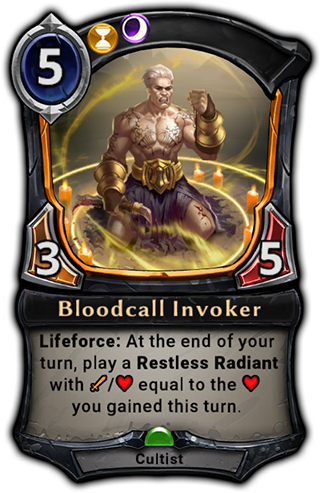 5
3
5
Bloodcall Invoker
Lifeforce: At the end of your
turn, play a Restless Radiant
with / equal to the
you gained this turn.
Cultist